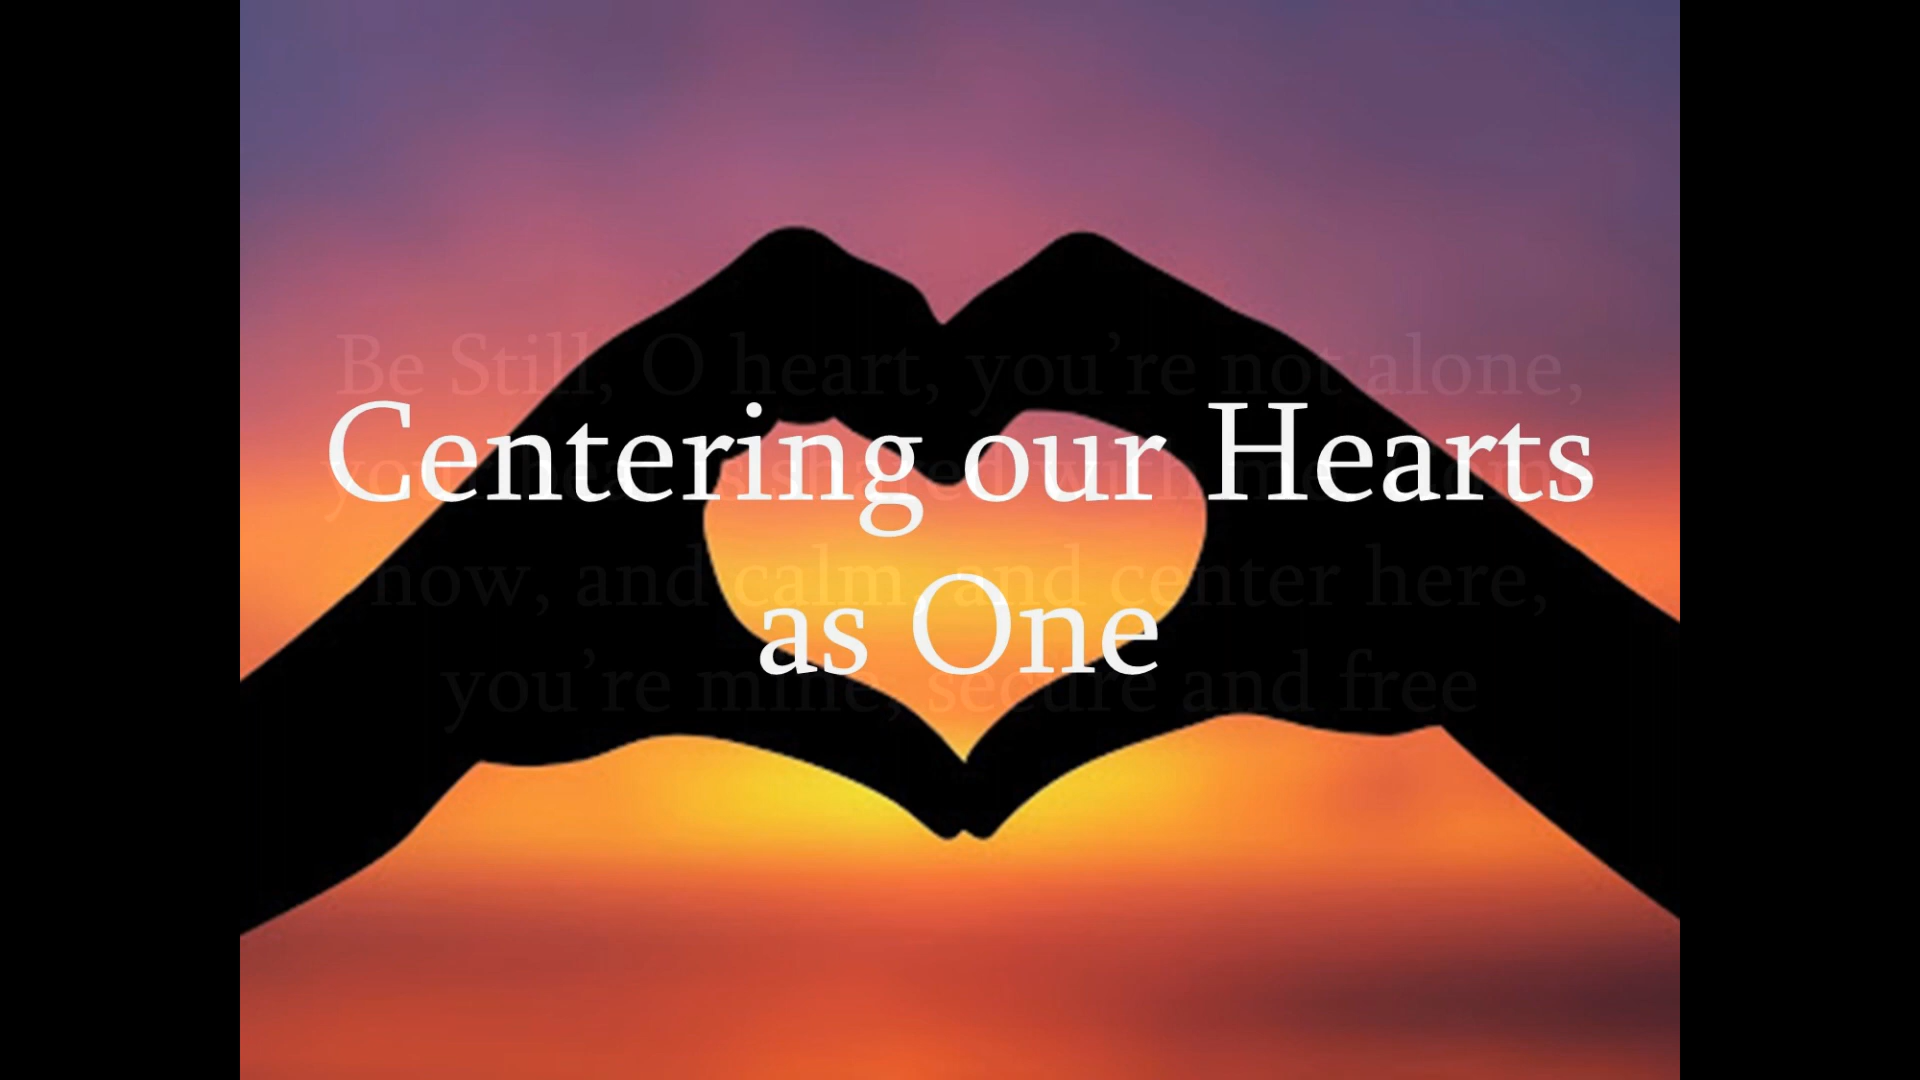 Be Still, O heart, you're not alone,
Centering our Hearts
now, and calm, and center here,
as One
you're mine, secure and free